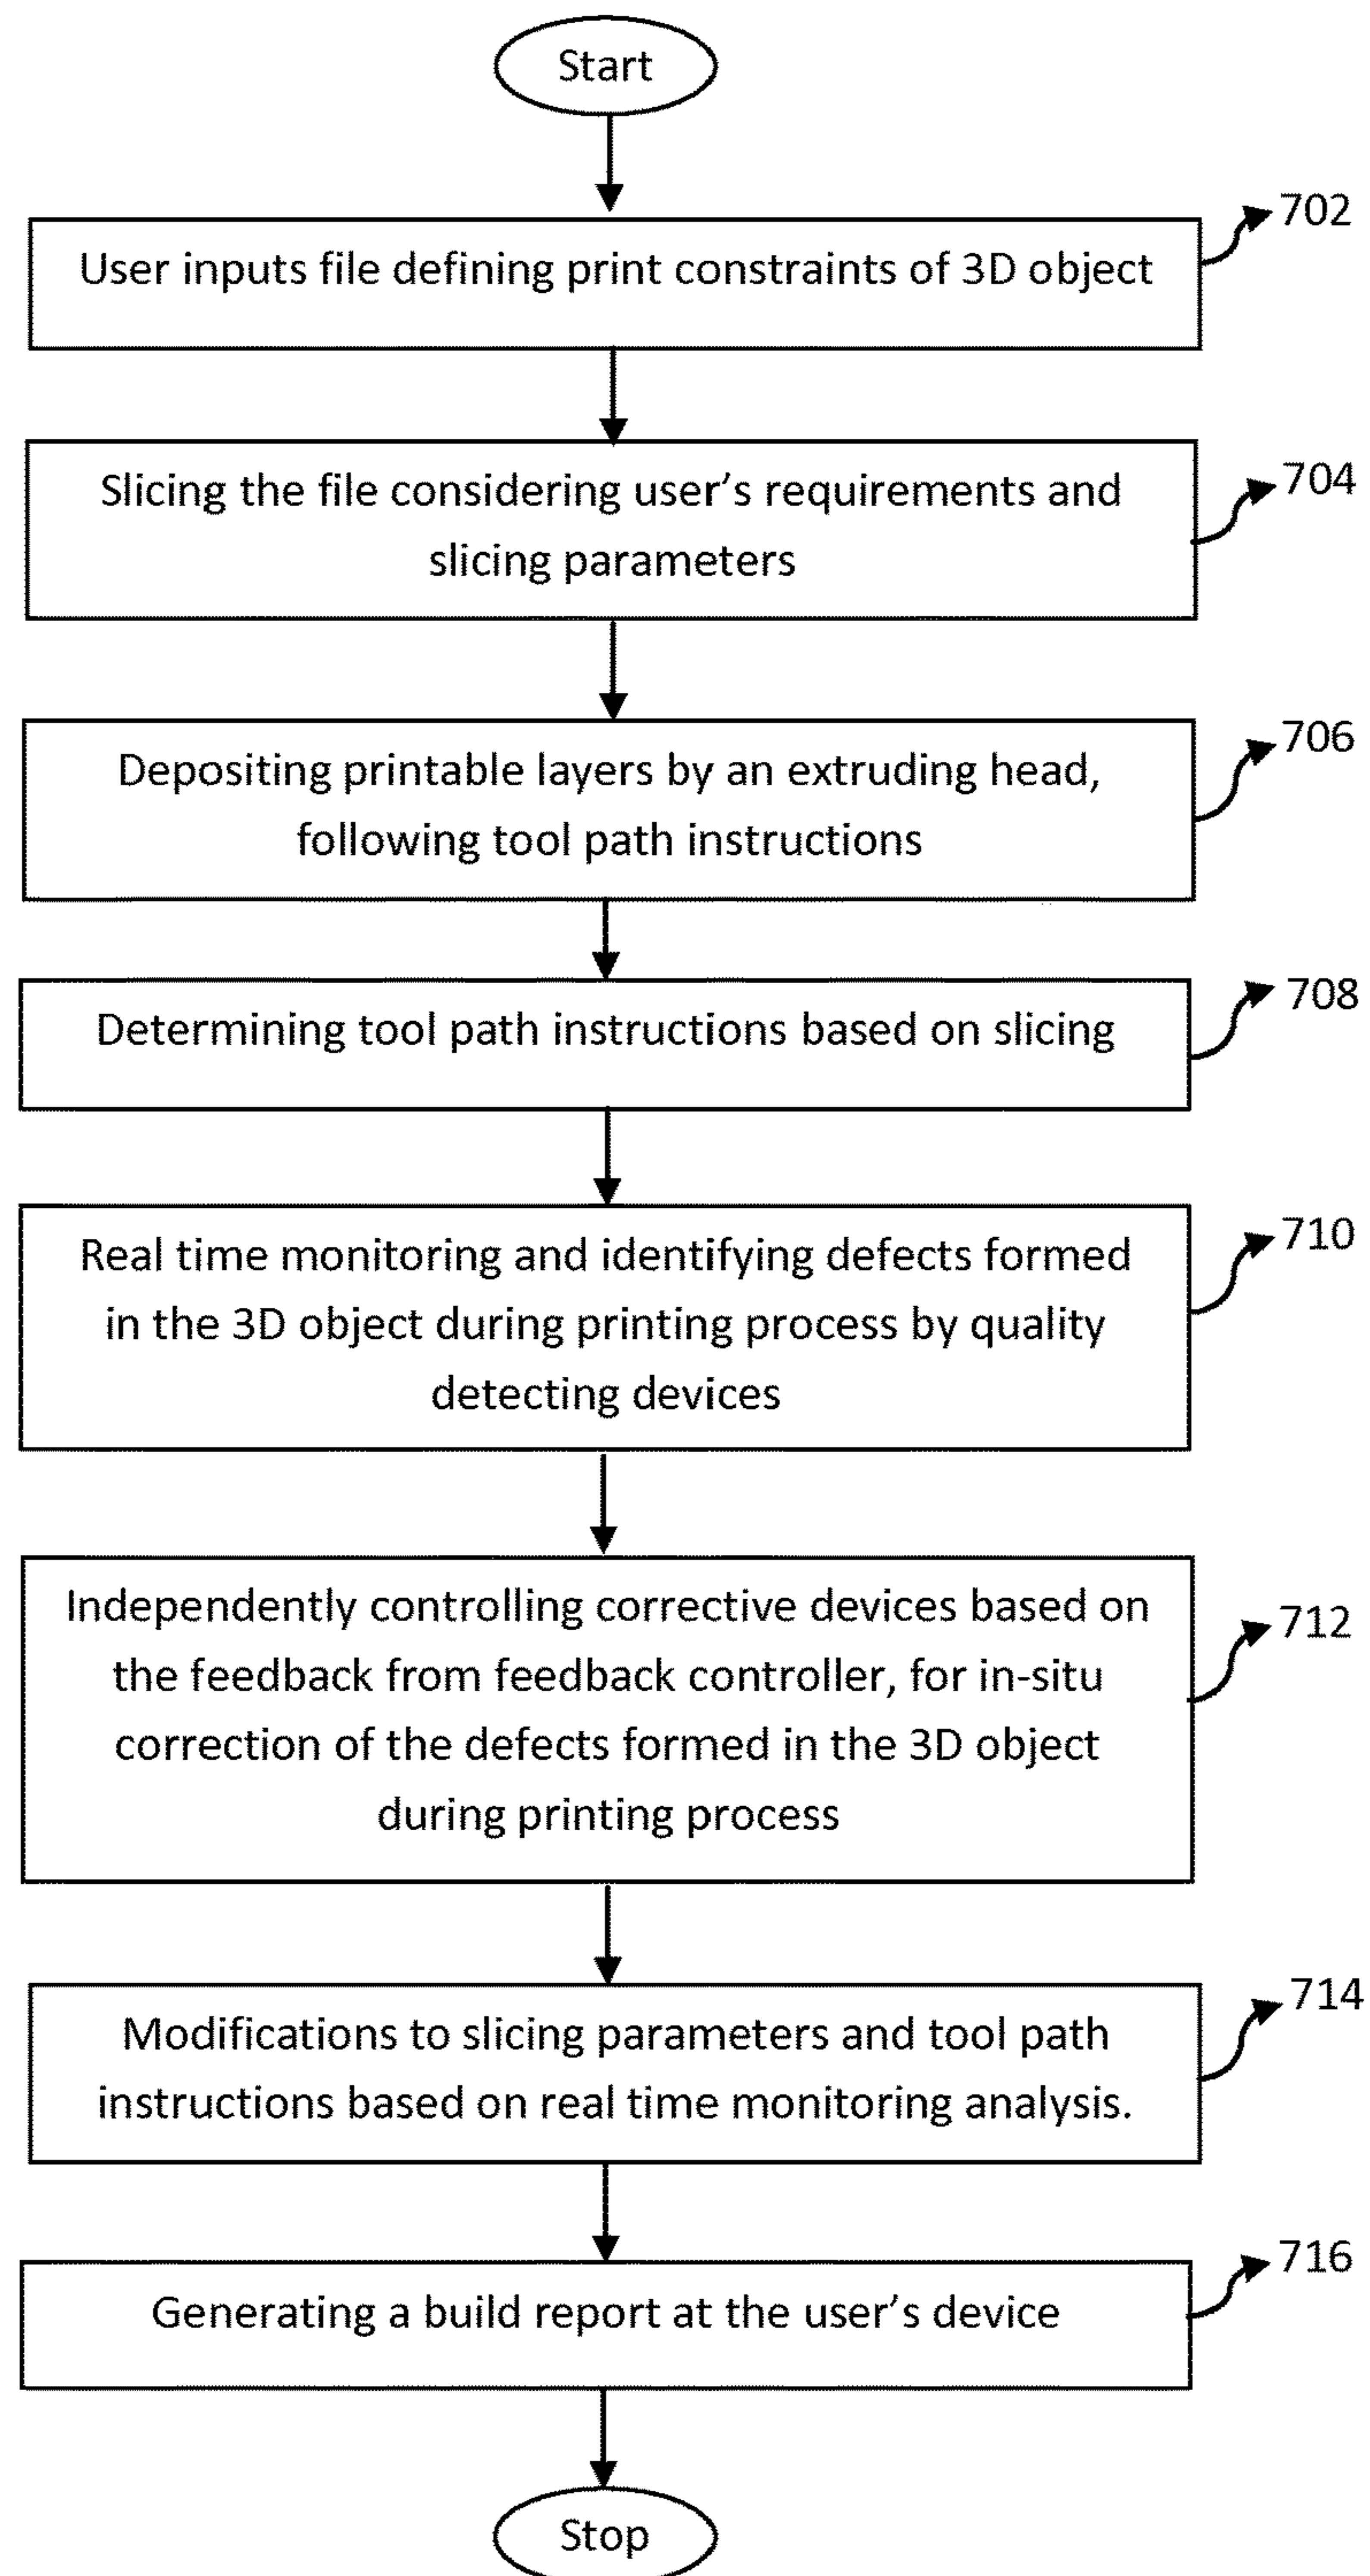 Start
702
User inputs file defining print constraints of 3D object
704
Slicing the file considering user’s requirements and
slicing parameters
706
Depositing printable layers by an extruding head,
following tool path instructions
708
Determining tool path instructions based on slicing
710
Real time monitoring and identifying defects formed
in the 3D object during printing process by quality
detecting devices
712
Independently controlling corrective devices based on
the feedback from feedback controller, for in-situ
correction of the defects formed in the 3D object
during printing process
714
Modifications to slicing parameters and tool path
instructions based on real time monitoring analysis.
716
Generating a build report at the user’s device
Stop